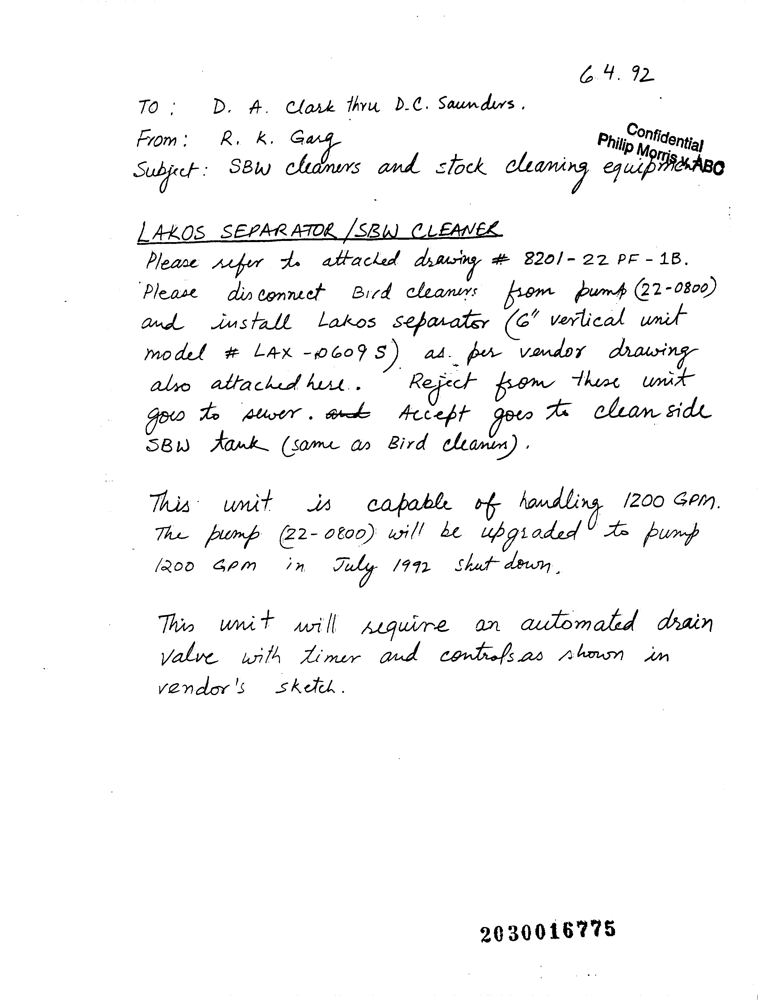 6 4. 92
TO : D. A. Clark thru D.C. Saunders.
From: R. K. Garg
Confidential
Philip Morris v. ABC
Subject: SBW cleaners and stock cleaning equipment
LAKOS SEPARATOR/SBW CLEANER
Please refer to attached drawing # 8201-22 PF-1B.
Please disconnect Bird cleaners from pump (22-0800)
and install Lakos separator (6" vertical unit
model # LAX-0609 S) as per vendor drawing
also attached here. Reject from these unit
goes to sewer. and Accept goes to clean side
SBW tank (same as Bird cleaners).
This unit is capable of handling 1200 GPM.
The pump (22-0800) will be upgraded to pump
1200 GPM in July 1992 shut down.
This unit will require an automated drain
valve with timer and controls as shown in
vendor's sketch.
2030016775